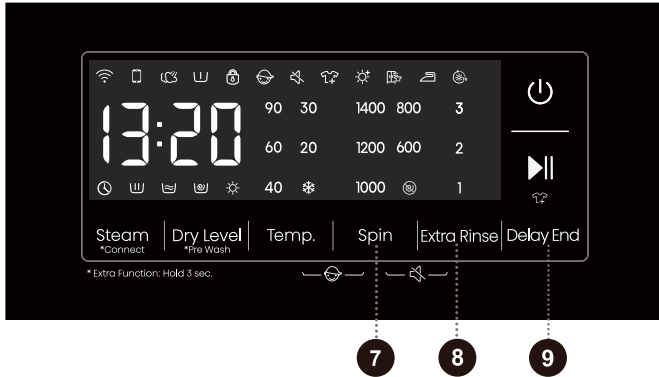 13:20
90 30 1400 800 3
60 20 1200 600 2
40 1000 1
Steam Dry Level Temp. Spin Extra Rinse Delay End
*Connect *Pre Wash
* Extra Function: Hold 3 sec.
7 8 9